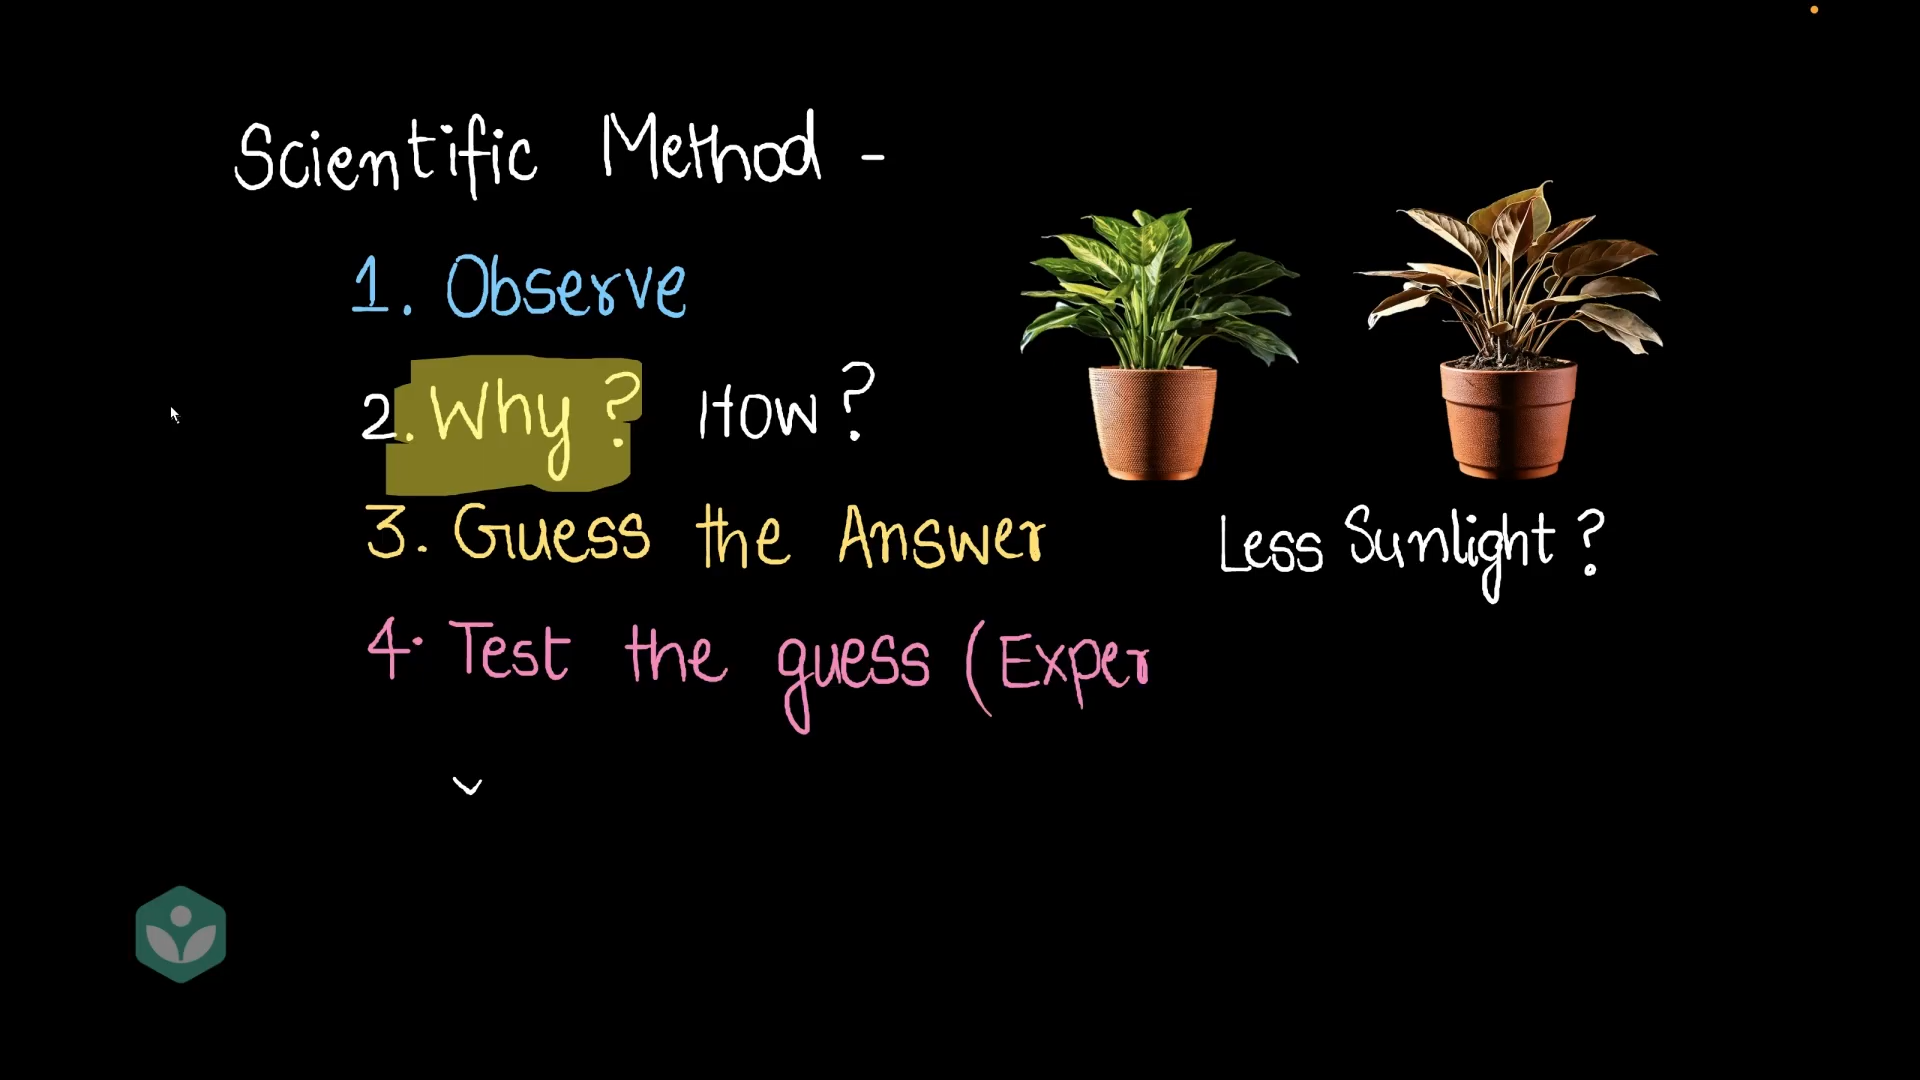 Scientific Method -
1. Observe
2. Why? How?
3. Guess the Answer
Less Sunlight?
4. Test the guess (Exper